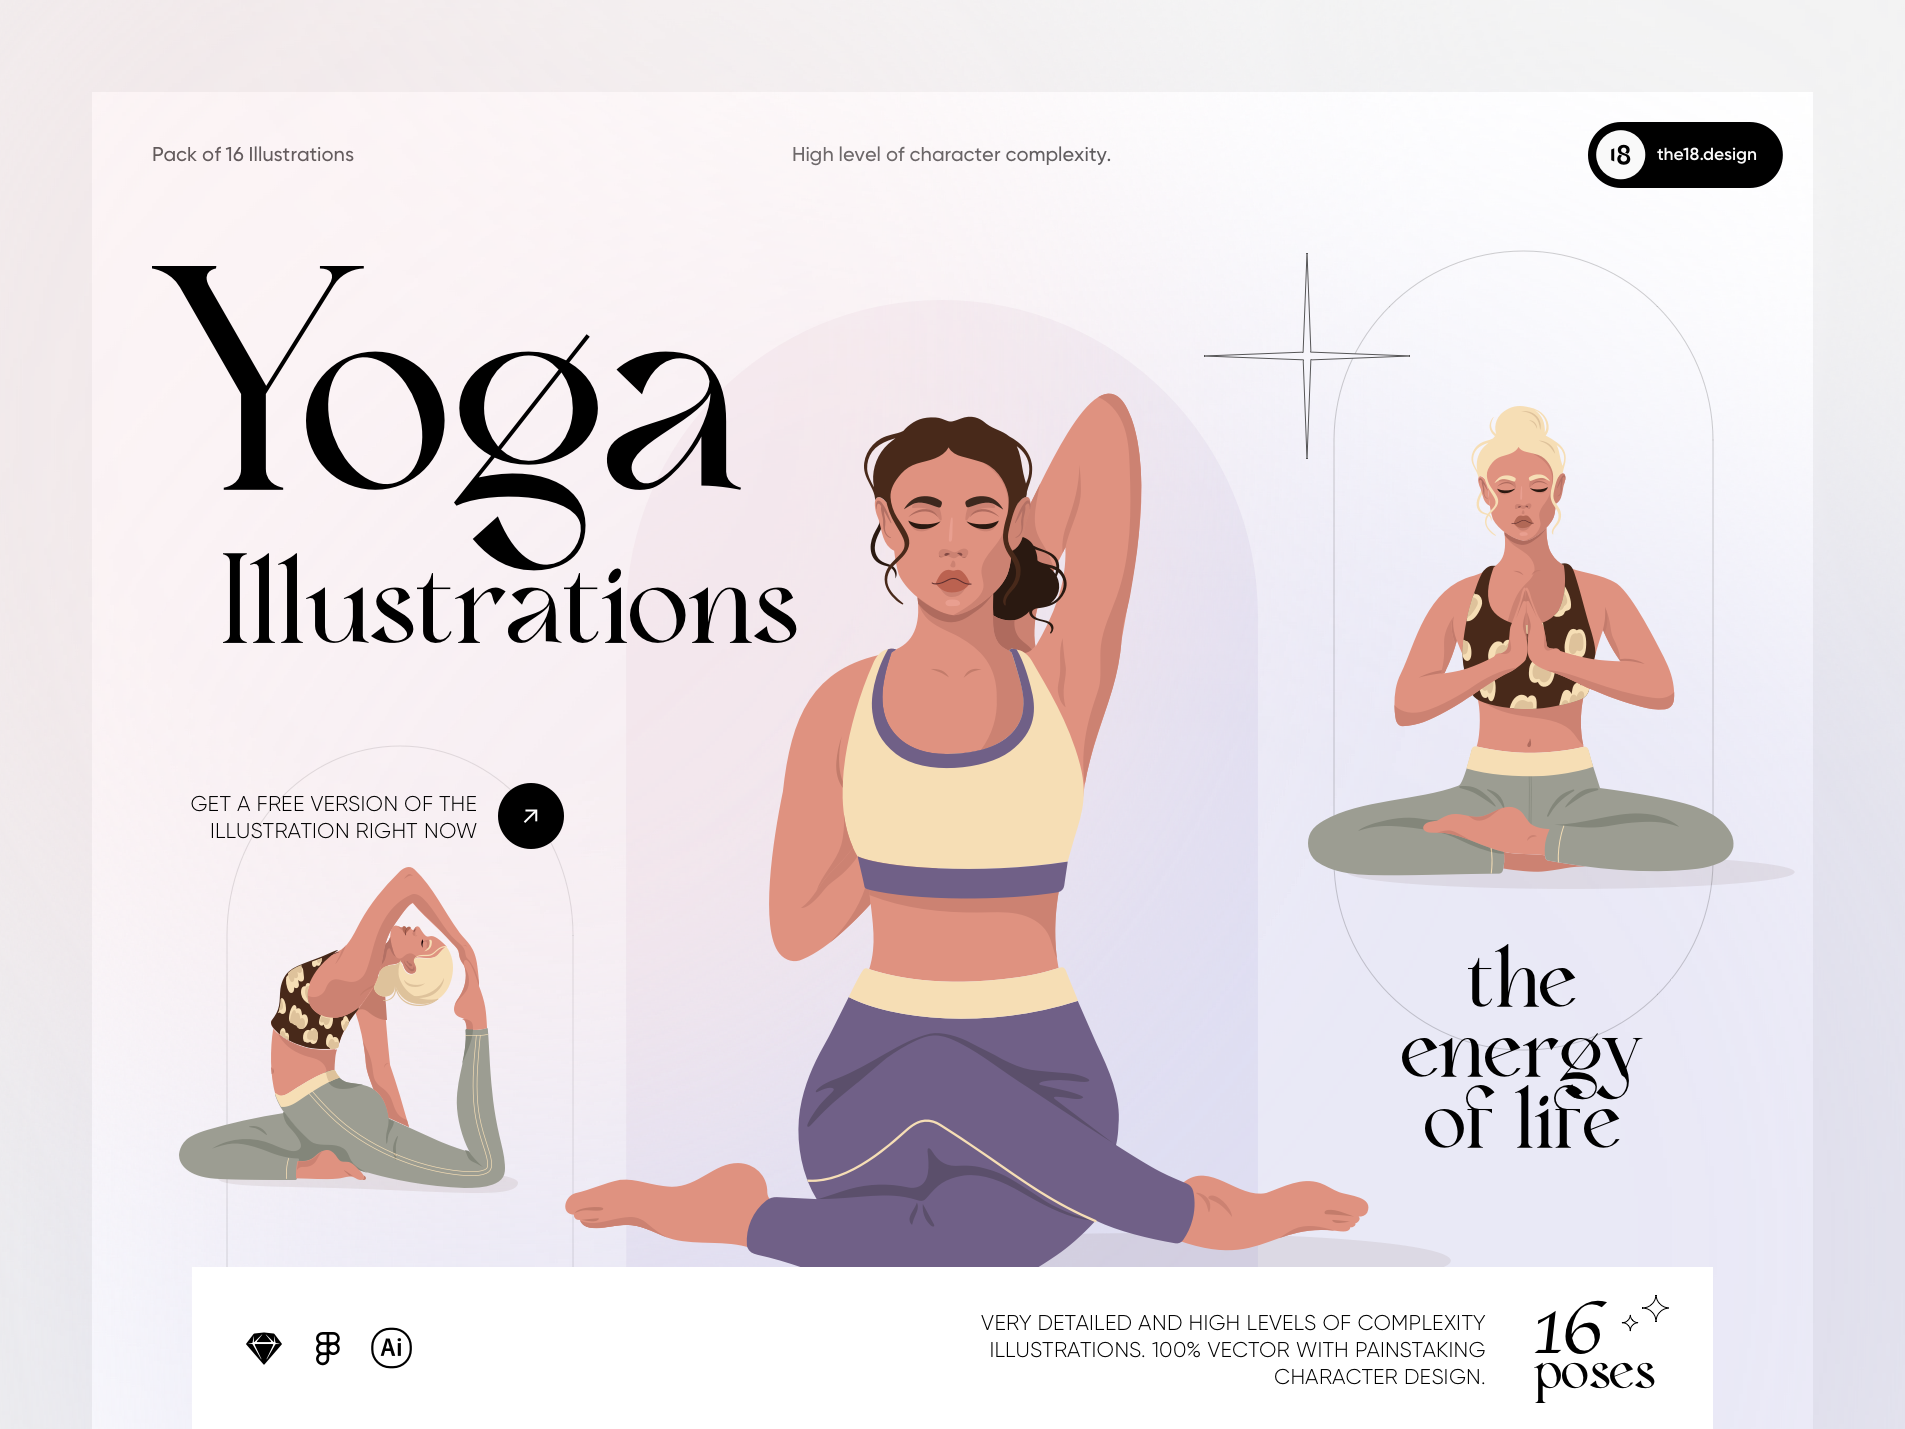 Pack of 16 Illustrations
High level of character complexity.
18 the18.design
Yoga
Illustrations
GET A FREE VERSION OF THE
ILLUSTRATION RIGHT NOW
the
energy
of life
Ai
VERY DETAILED AND HIGH LEVELS OF COMPLEXITY
ILLUSTRATIONS. 100% VECTOR WITH PAINSTAKING
CHARACTER DESIGN.
16
poses